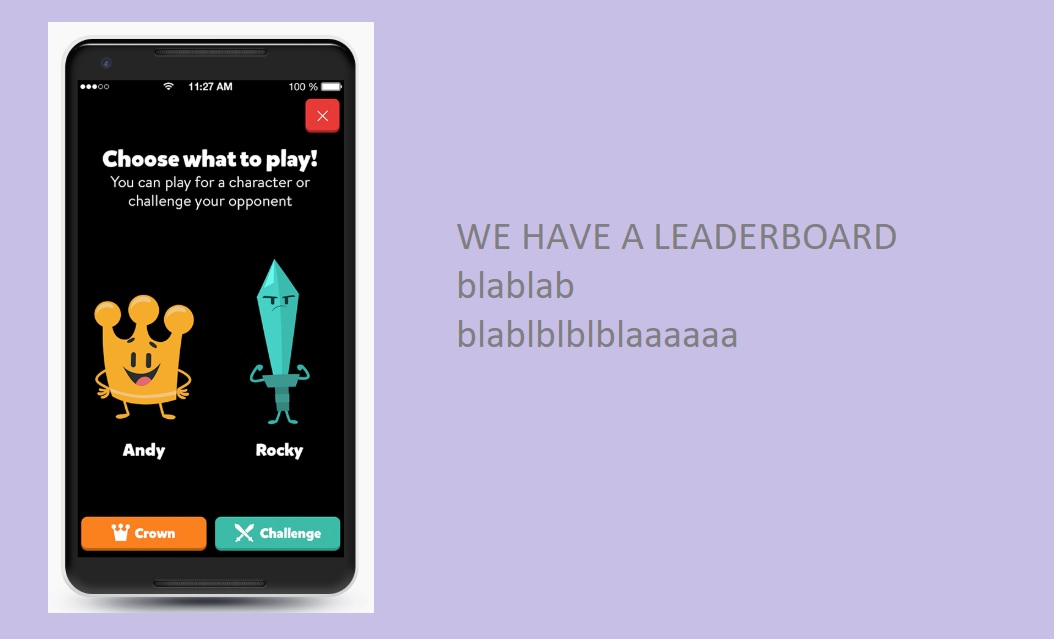 11:27 AM 100 %
Choose what to play!
You can play for a character or
challenge your opponent
Andy Rocky
Crown Challenge
WE HAVE A LEADERBOARD
blablab
blablblblblaaaaaa